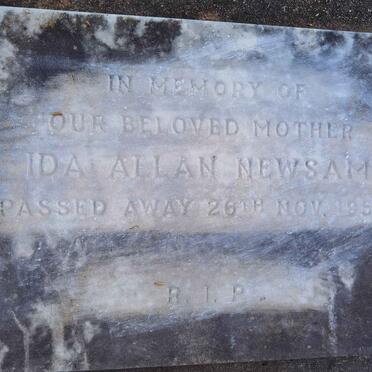 IN MEMORY OF
OUR BELOVED MOTHER
IDA ALLAN NEWSAM
PASSED AWAY 26TH NOV. 195
R.I.P.